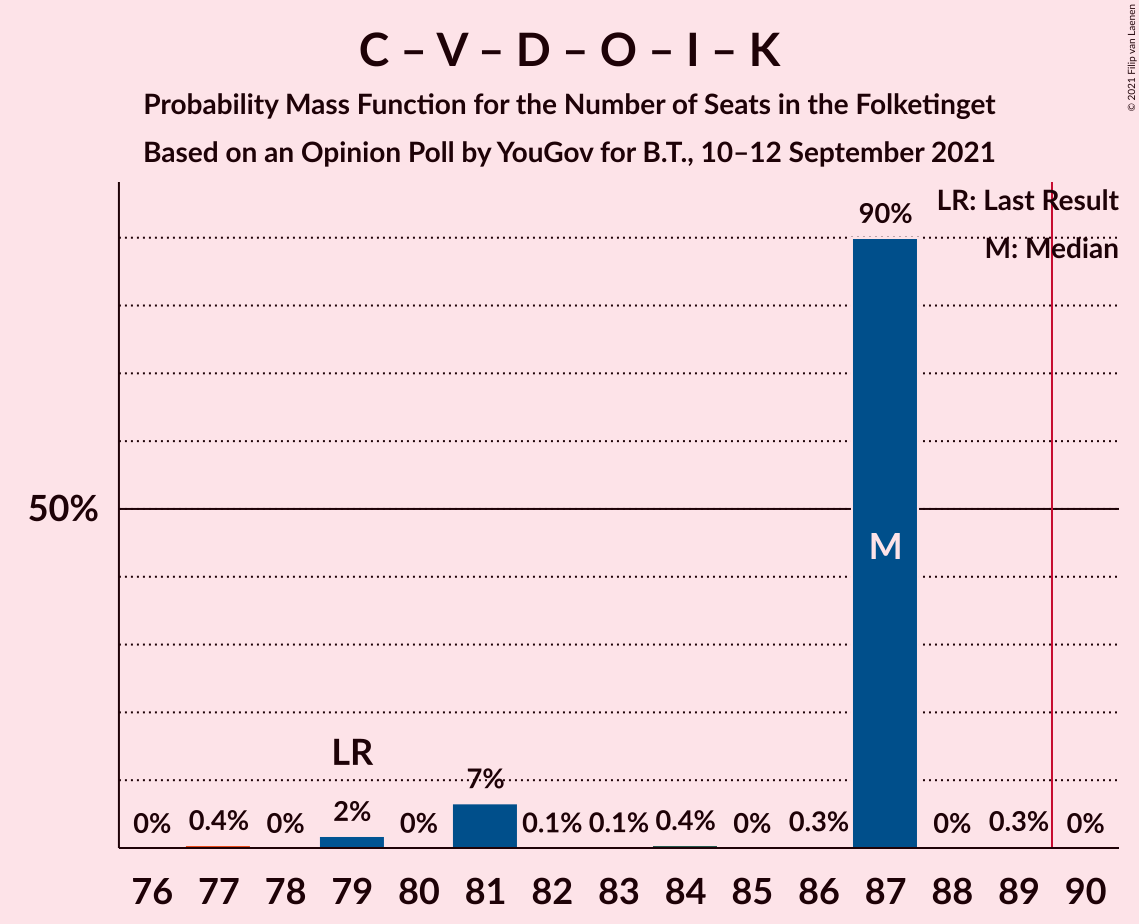 C – V – D – O – I – K
Probability Mass Function for the Number of Seats in the Folketinget
Based on an Opinion Poll by YouGov for B.T., 10–12 September 2021
© 2021 Filip van Laenen
LR: Last Result
M: Median
90%
50%
M
LR
0% 0.4% 0% 2% 0% 7% 0.1% 0.1% 0.4% 0% 0.3% 0% 0.3% 0%
76 77 78 79 80 81 82 83 84 85 86 87 88 89 90